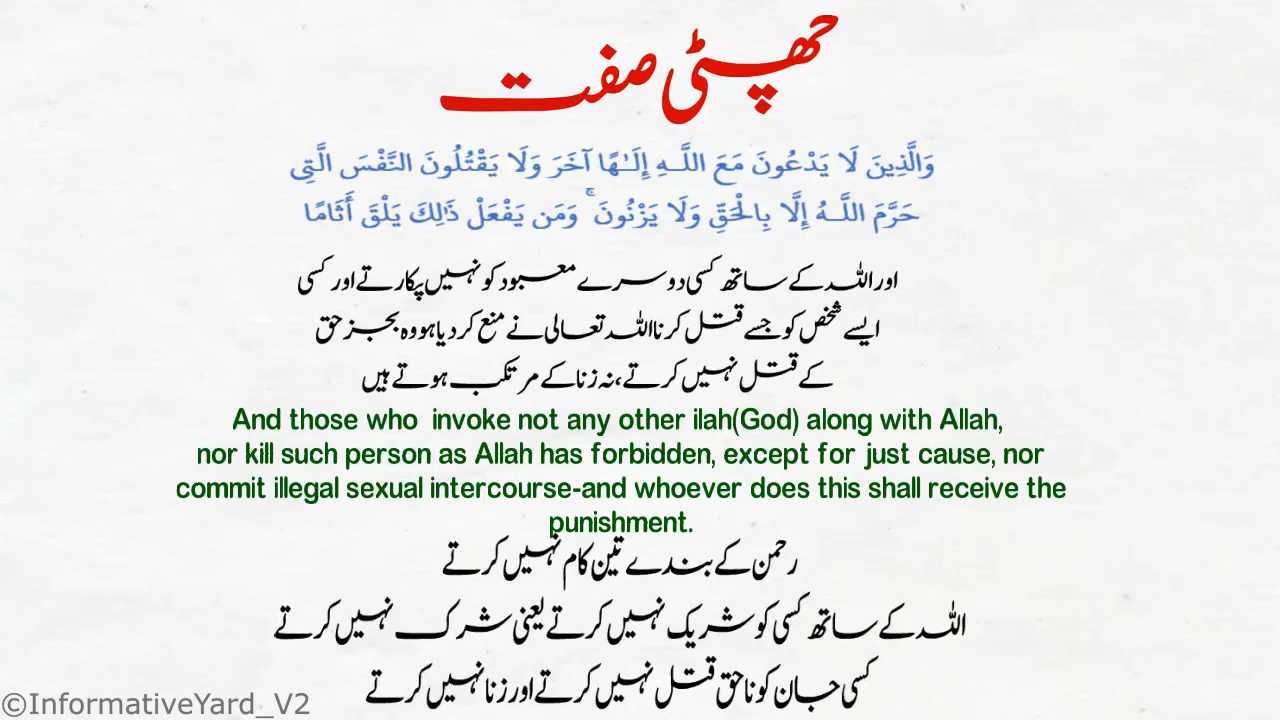 چھٹی صفت
وَالَّذِينَ لَا يَدْعُونَ مَعَ اللَّـهِ إِلَـٰهًا آخَرَ وَلَا يَقْتُلُونَ النَّفْسَ الَّتِي
حَرَّمَ اللَّـهُ إِلَّا بِالْحَقِّ وَلَا يَزْنُونَ ۚ وَمَن يَفْعَلْ ذَٰلِكَ يَلْقَ أَثَامًا
اور اللہ کے ساتھ کسی دوسرے معبود کو نہیں پکارتے اور کسی
ایسے شخص کو جسے قتل کرنا اللہ تعالی نے منع کر دیا ہو وہ بجز حق
کے قتل نہیں کرتے، نہ زنا کے مرتکب ہوتے ہیں
And those who invoke not any other ilah(God) along with Allah,
nor kill such person as Allah has forbidden, except for just cause, nor
commit illegal sexual intercourse-and whoever does this shall receive the
punishment.
رحمن کے بندے تین کام نہیں کرتے
اللہ کے ساتھ کسی کو شریک نہیں کرتے یعنی شرک نہیں کرتے
کسی جان کو ناحق قتل نہیں کرتے اور زنا نہیں کرتے
©InformativeYard_V2